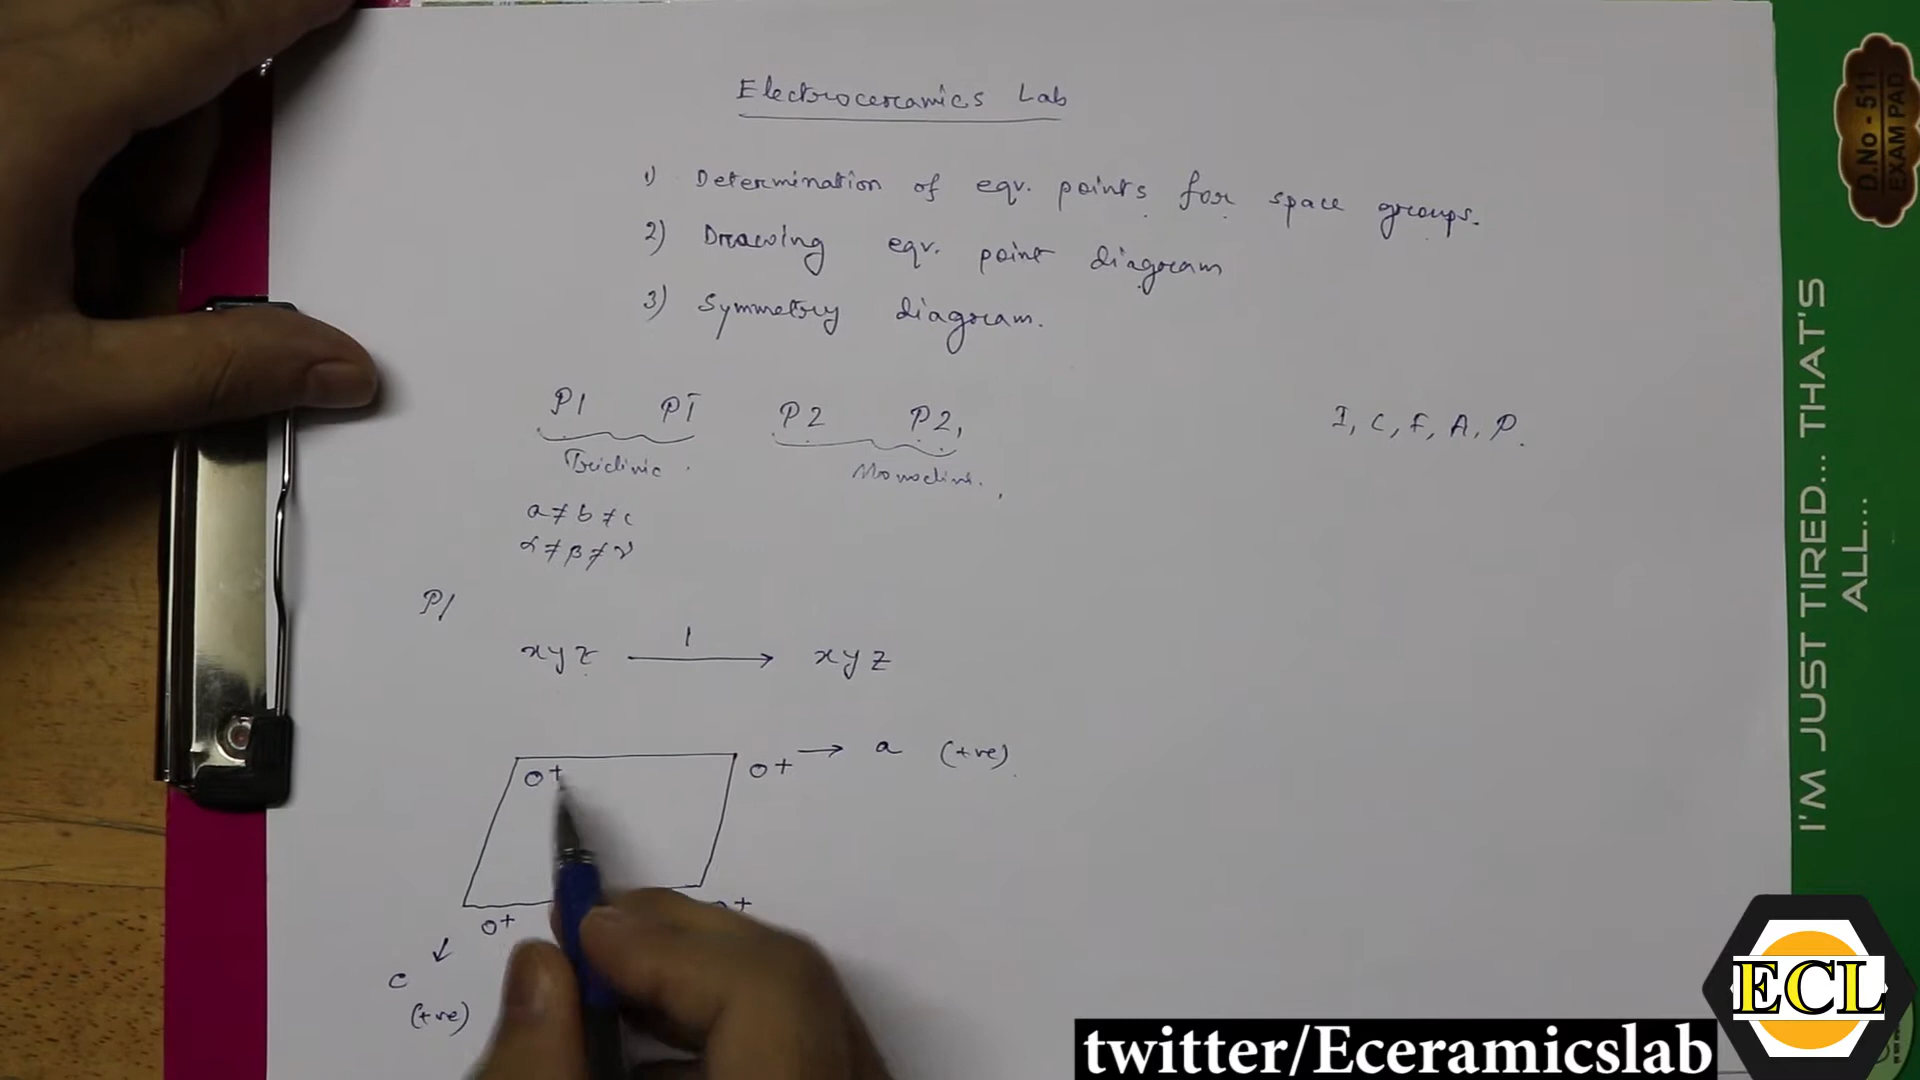 Electroceramics Lab
1) Determination of eqv. points for space groups.
2) Drawing eqv. point diagram
3) Symmetry diagram.
P1 P1̄ P2 P2₁
I, C, F, A, P.
Triclinic. Monoclini.
a ≠ b ≠ c
α ≠ β ≠ γ
P1
xyz 1 → xyz
o+ o+ → a (+ve)
o+ o+
↙
c
(+ve)
D.No - 511
EXAM PAD
I'M JUST TIRED... THAT'S
ALL...
ECL
twitter/Eceramicslab